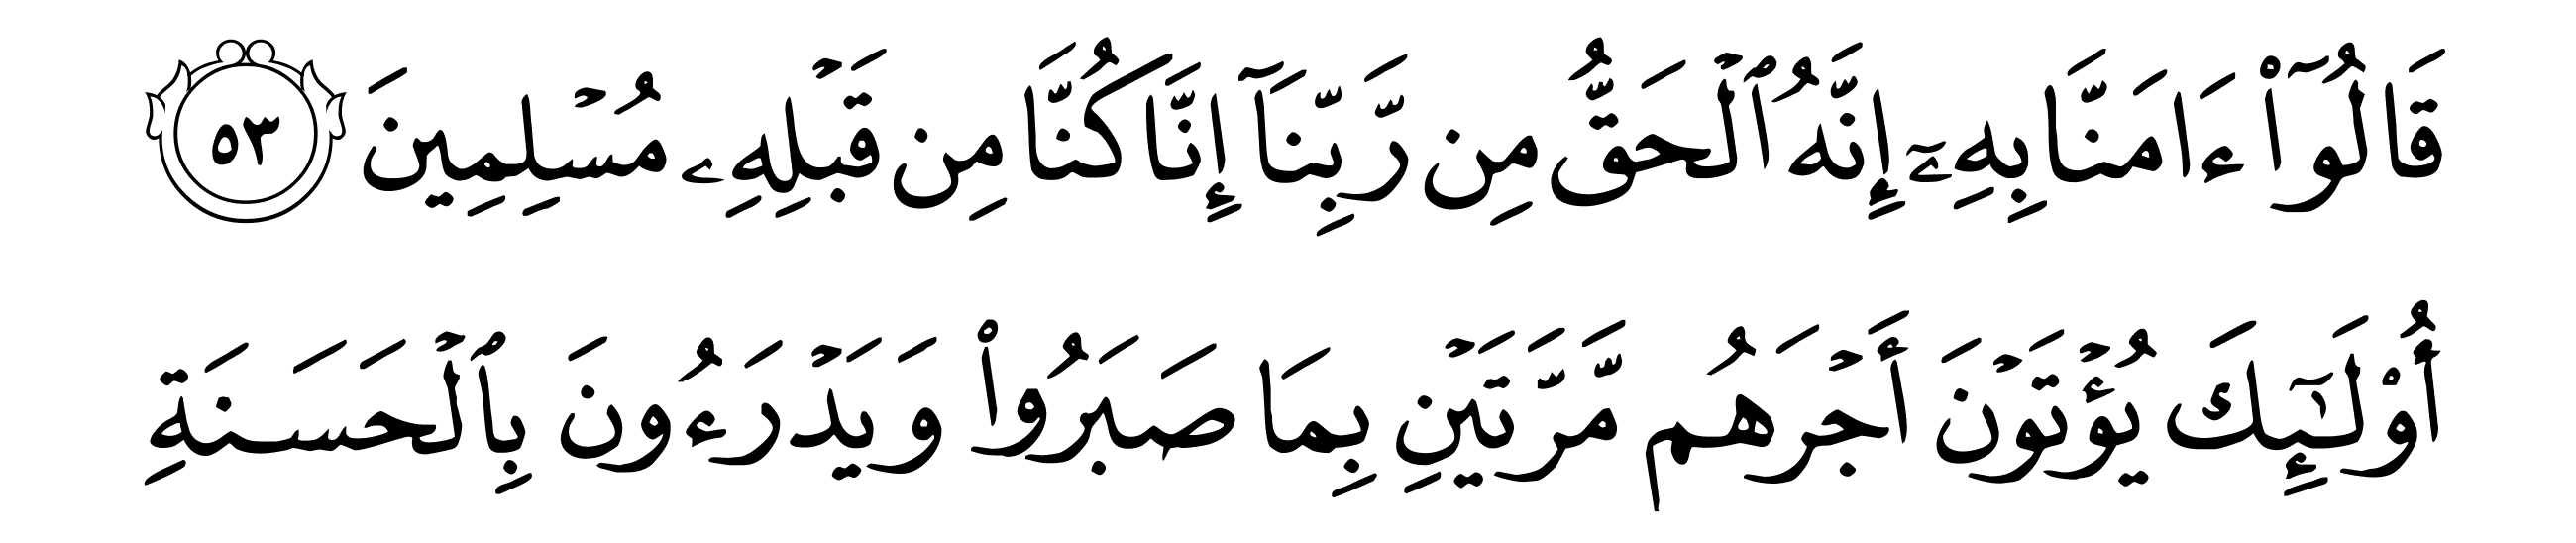 قَالُوٓا۟ ءَامَنَّا بِهِۦٓ إِنَّهُ ٱلْحَقُّ مِن رَّبِّنَآ إِنَّا كُنَّا مِن قَبْلِهِۦ مُسْلِمِينَ ٥٣
أُو۟لَـٰٓئِكَ يُؤْتَوْنَ أَجْرَهُم مَّرَّتَيْنِ بِمَا صَبَرُوا۟ وَيَدْرَءُونَ بِٱلْحَسَنَةِ